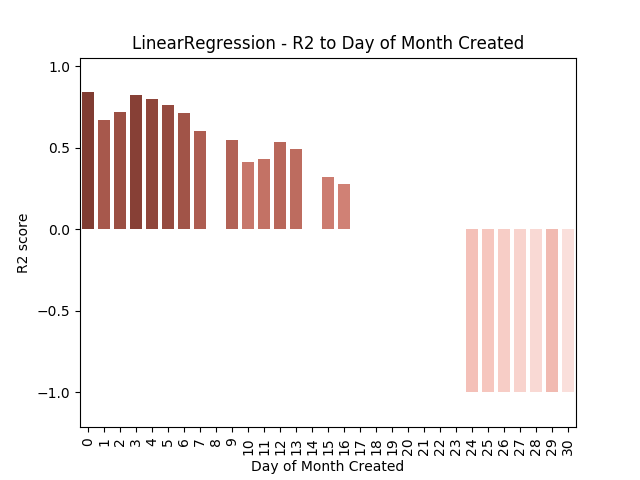 LinearRegression - R2 to Day of Month Created
1.0
0.5
0.0
−0.5
−1.0
R2 score
0 1 2 3 4 5 6 7 8 9 10 11 12 13 14 15 16 17 18 19 20 21 22 23 24 25 26 27 28 29 30
Day of Month Created